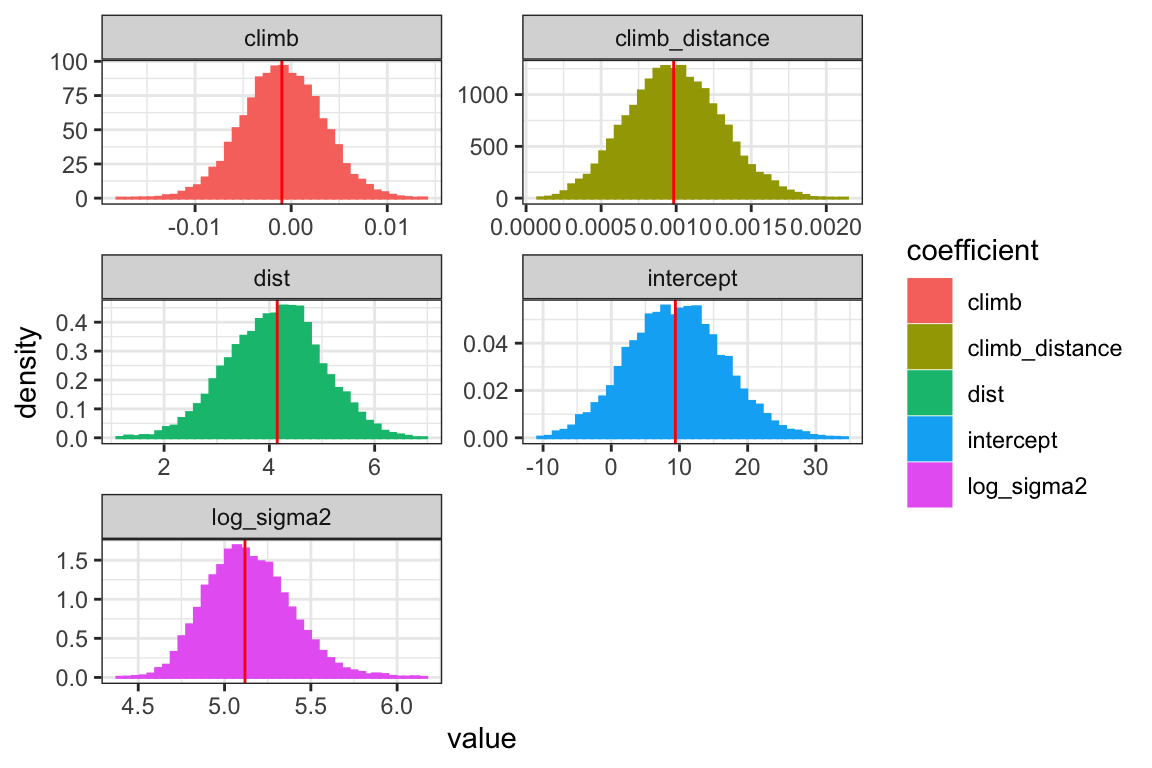 climb
climb_distance
100
75
50
25
0
-0.01 0.00 0.01
1000
500
0
0.0000 0.0005 0.0010 0.0015 0.0020
dist
intercept
0.4
0.3
0.2
0.1
0.0
2 4 6
0.04
0.02
0.00
-10 0 10 20 30
log_sigma2
1.5
1.0
0.5
0.0
4.5 5.0 5.5 6.0
density
value
coefficient
climb
climb_distance
dist
intercept
log_sigma2